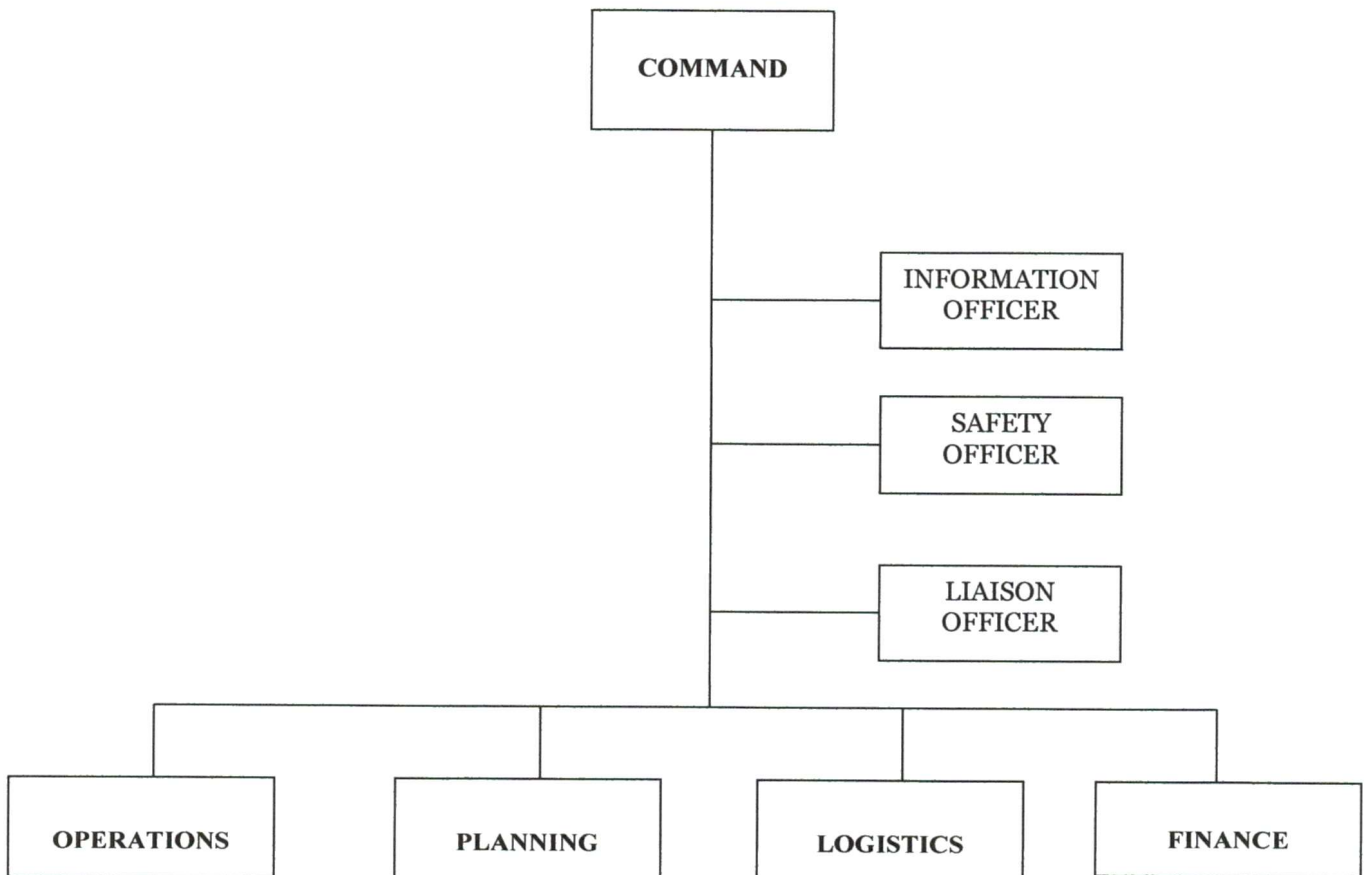 COMMAND
INFORMATION
OFFICER
SAFETY
OFFICER
LIAISON
OFFICER
OPERATIONS
PLANNING
LOGISTICS
FINANCE